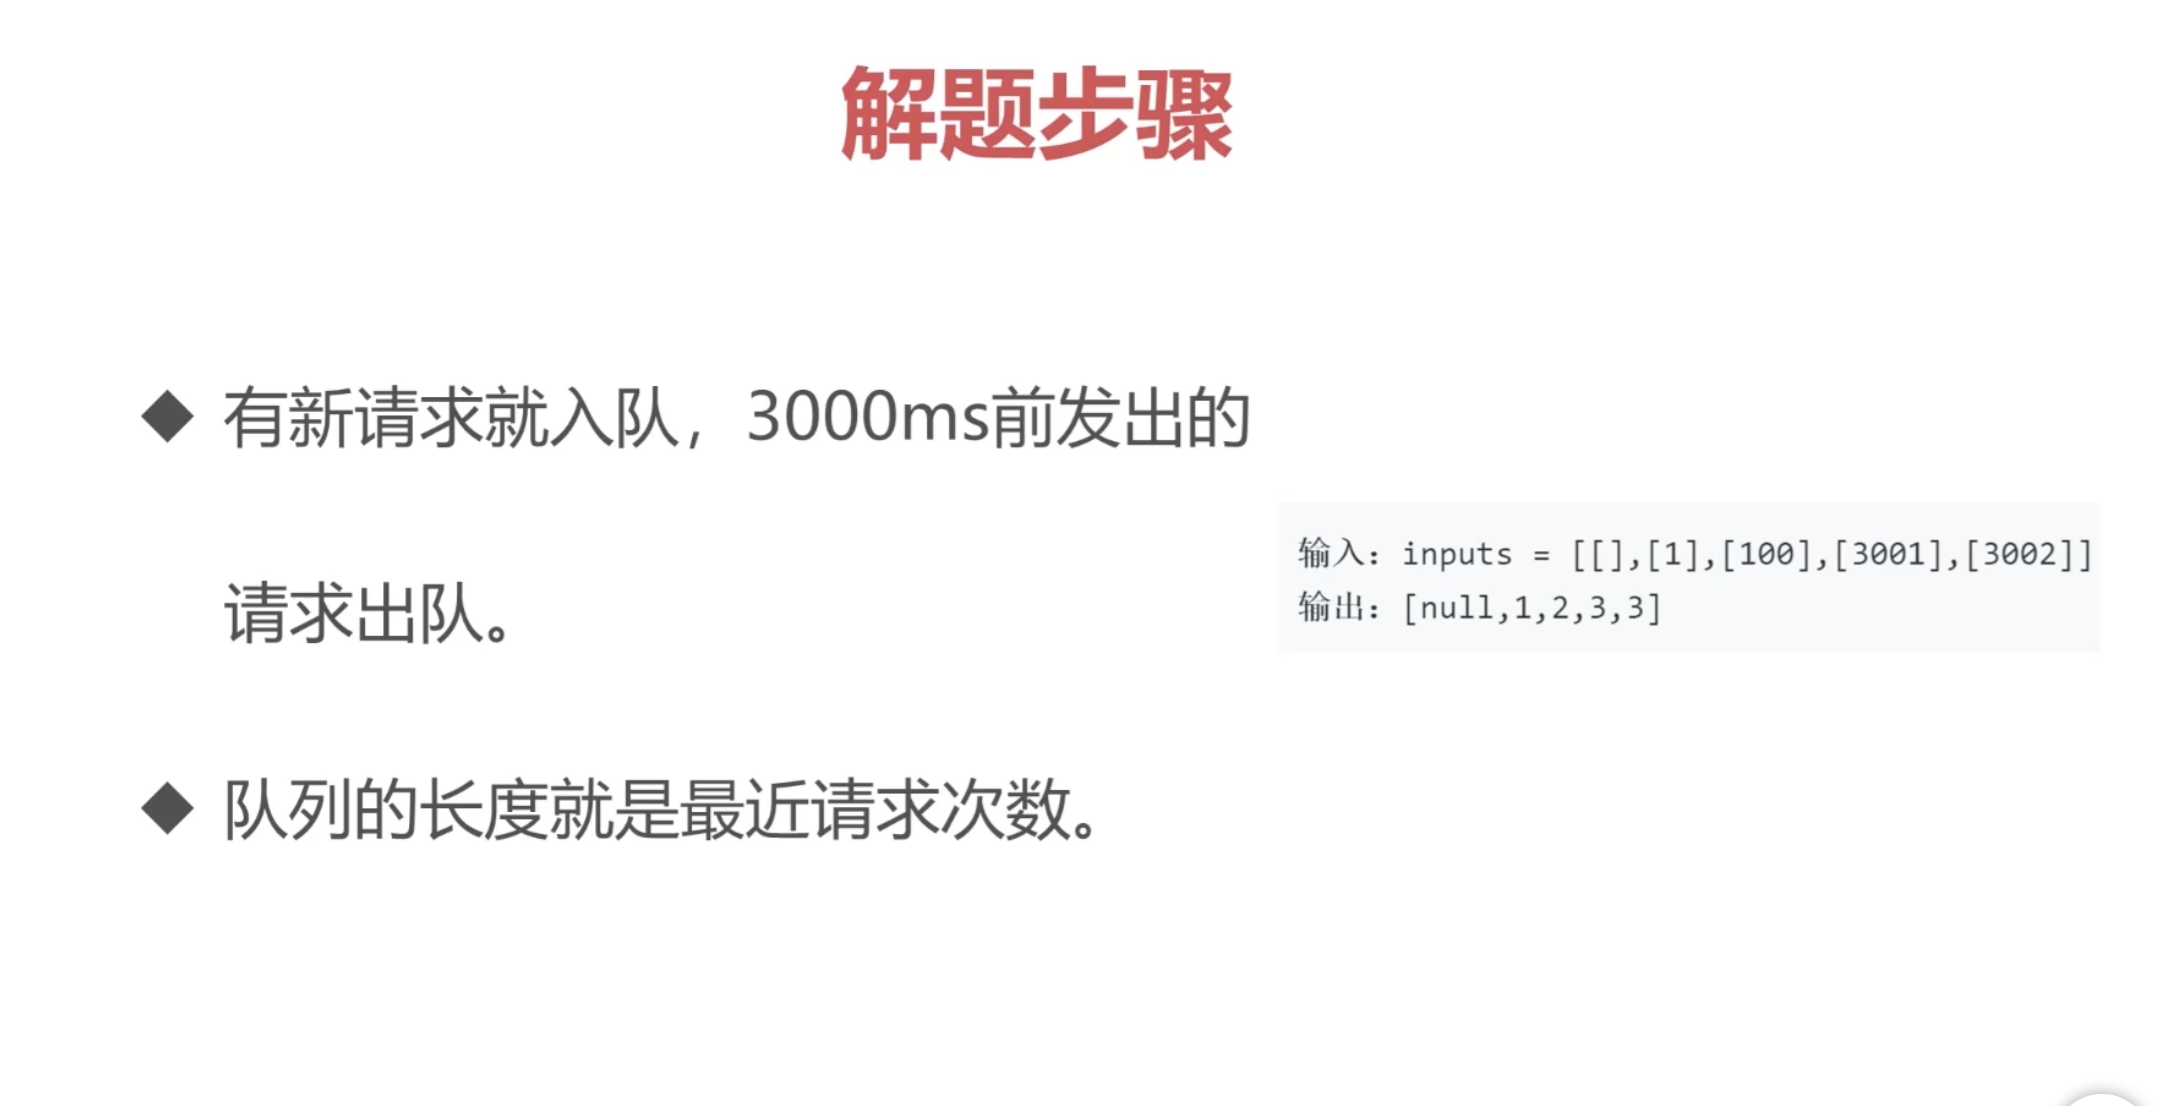 解题步骤
有新请求就入队，3000ms前发出的
请求出队。
输入：inputs = [[],[1],[100],[3001],[3002]]
输出：[null,1,2,3,3]
队列的长度就是最近请求次数。